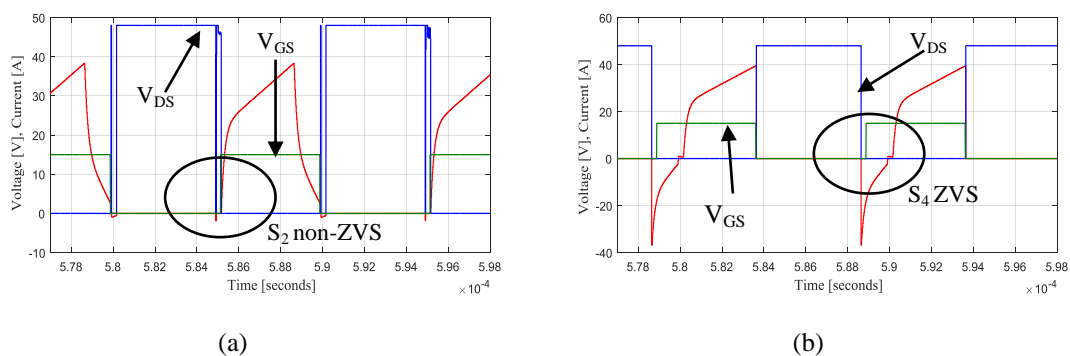 50
40
30
20
10
0
-10
Voltage [V], Current [A]
5.78 5.8 5.82 5.84 5.86 5.88 5.9 5.92 5.94 5.96 5.98
Time [seconds]
× 10⁻⁴
V_DS
V_GS
S₂ non-ZVS
(a)
60
40
20
0
-20
-40
Voltage [V], Current [A]
5.78 5.8 5.82 5.84 5.86 5.88 5.9 5.92 5.94 5.96 5.98
Time [seconds]
× 10⁻⁴
V_DS
V_GS
S₄ ZVS
(b)